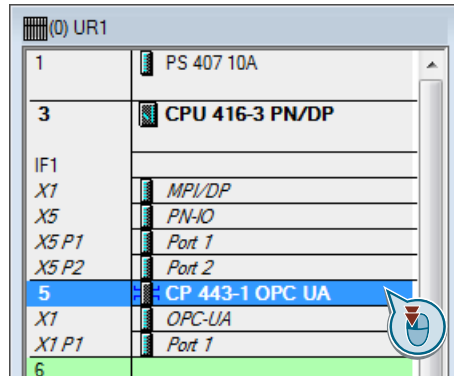 (0) UR1
1 PS 407 10A
3 CPU 416-3 PN/DP
IF1
X1 MPI/DP
X5 PN-IO
X5 P1 Port 1
X5 P2 Port 2
5 CP 443-1 OPC UA
X1 OPC-UA
X1 P1 Port 1
6